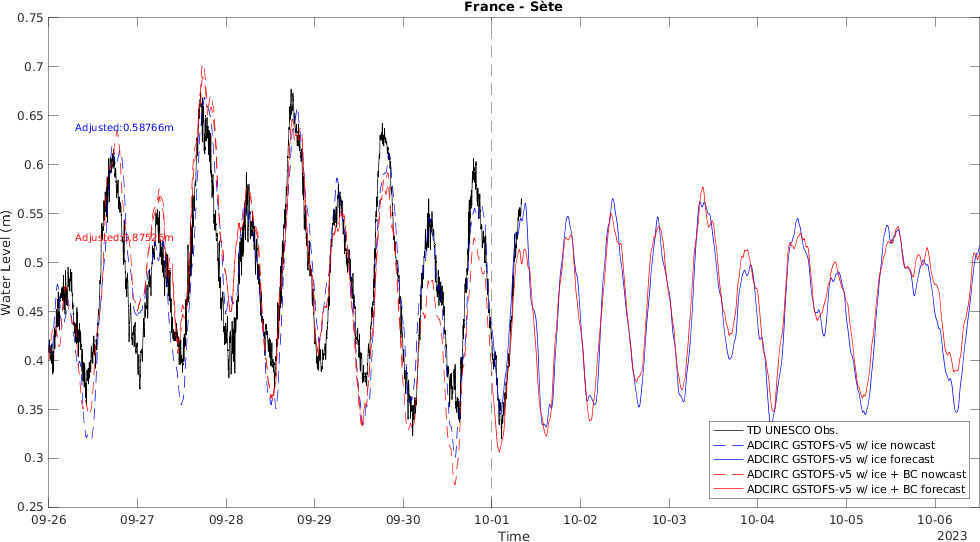 France - Sète
0.75
0.7
0.65
0.6
0.55
0.5
0.45
0.4
0.35
0.3
0.25
Water Level (m)
Adjusted:0.58766m
TD UNESCO Obs.
ADCIRC GSTOFS-v5 w/ ice nowcast
ADCIRC GSTOFS-v5 w/ ice forecast
ADCIRC GSTOFS-v5 w/ ice + BC nowcast
ADCIRC GSTOFS-v5 w/ ice + BC forecast
09-26 09-27 09-28 09-29 09-30 10-01 10-02 10-03 10-04 10-05 10-06
Time
2023